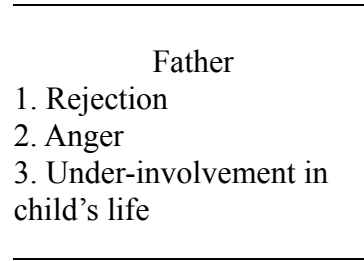 Father
1. Rejection
2. Anger
3. Under-involvement in
child’s life